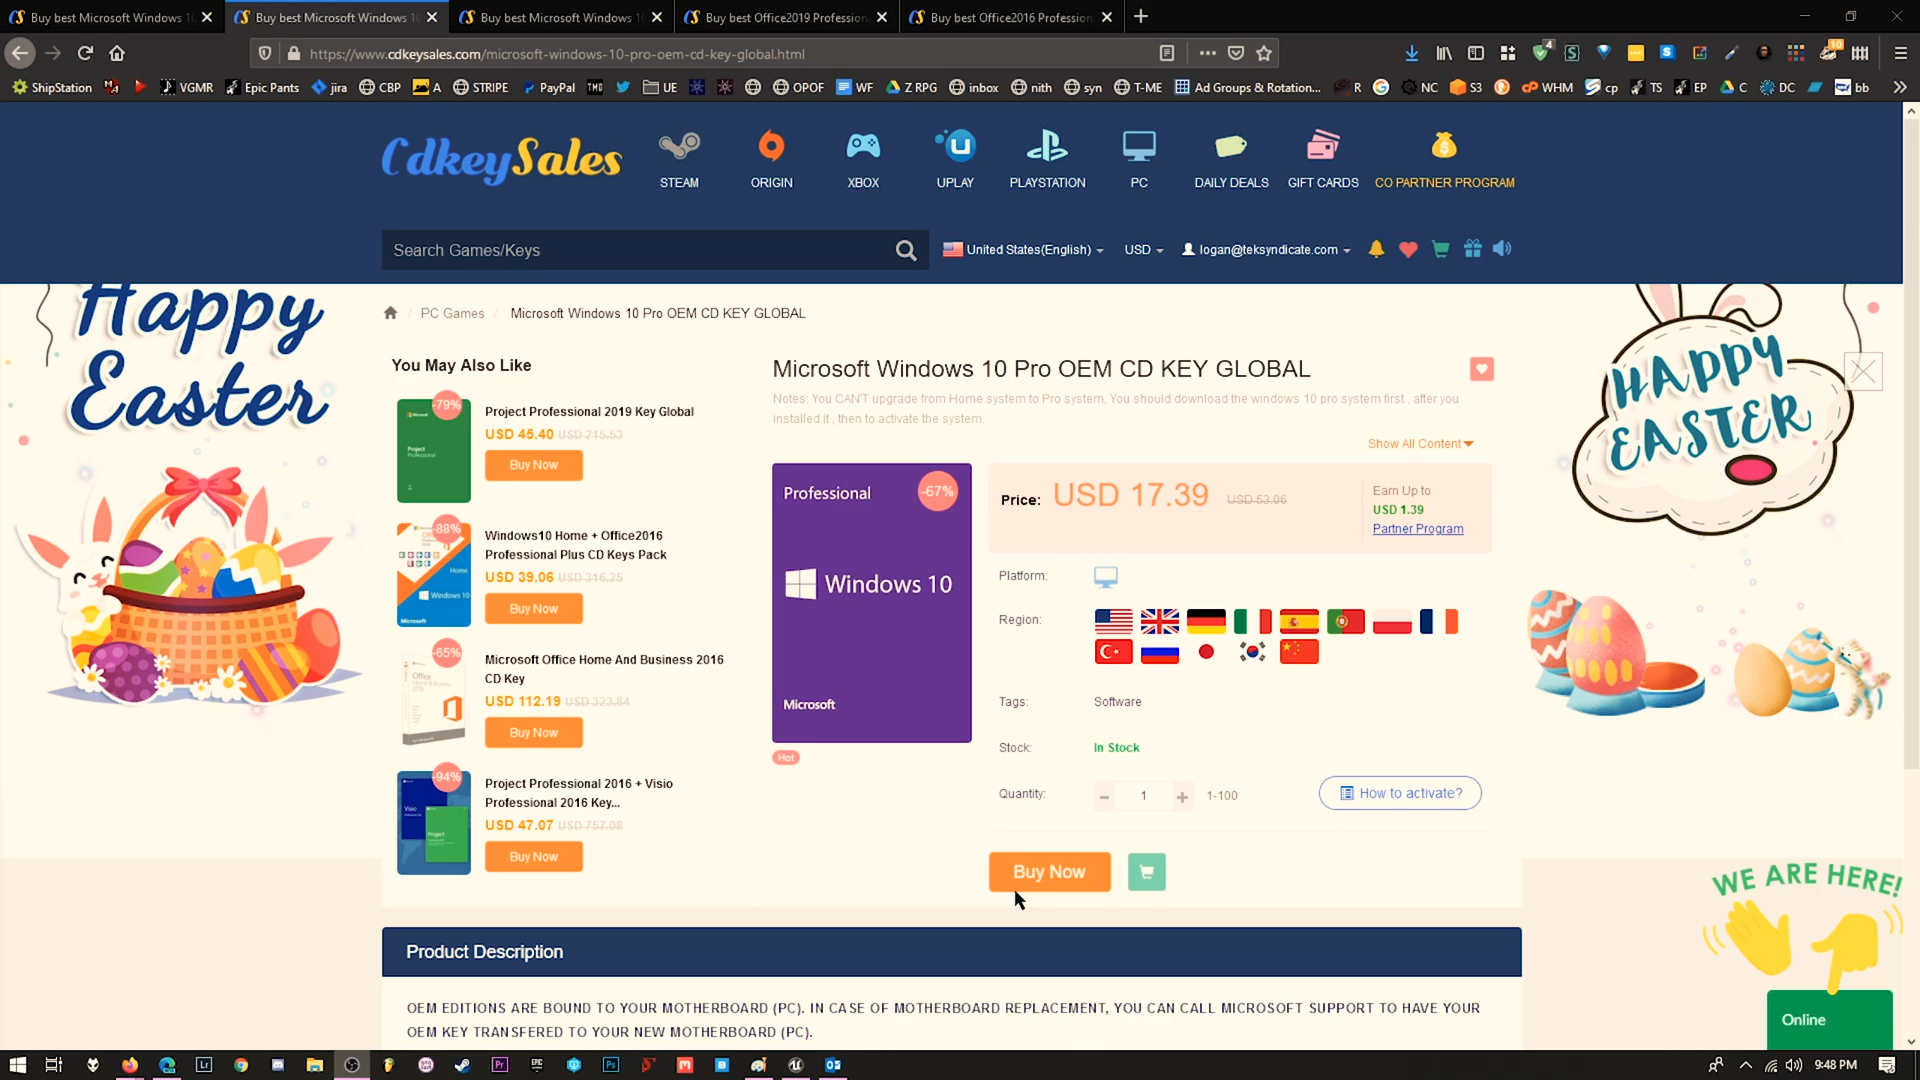 Buy best Microsoft Windows 1
Buy best Microsoft Windows 1
Buy best Microsoft Windows 1
Buy best Office2019 Profession
Buy best Office2016 Profession
https://www.cdkeysales.com/microsoft-windows-10-pro-oem-cd-key-global.html
4
10
ShipStation
VGMR
Epic Pants
jira
CBP
A
STRIPE
PayPal
TMD
UE
OPOF
WF
Z RPG
inbox
nith
syn
T-ME
Ad Groups & Rotation...
R
NC
S3
WHM
cp
TS
EP
C
DC
bb
CdkeySales
STEAM
ORIGIN
XBOX
UPLAY
PLAYSTATION
PC
DAILY DEALS
GIFT CARDS
CO PARTNER PROGRAM
Search Games/Keys
United States(English)
USD
logan@teksyndicate.com
Happy
Easter
HAPPY
EASTER
/ PC Games / Microsoft Windows 10 Pro OEM CD KEY GLOBAL
You May Also Like
-79%
Project Professional 2019 Key Global
USD 45.40 USD 215.53
Buy Now
-88%
Windows10 Home + Office2016
Professional Plus CD Keys Pack
USD 39.06 USD 316.25
Buy Now
-65%
Microsoft Office Home And Business 2016
CD Key
USD 112.19 USD 323.84
Buy Now
-94%
Project Professional 2016 + Visio
Professional 2016 Key...
USD 47.07 USD 757.08
Buy Now
Microsoft Windows 10 Pro OEM CD KEY GLOBAL
Notes: You CAN'T upgrade from Home system to Pro system, You should download the windows 10 pro system first , after you
installed it , then to activate the system.
Show All Content
Professional
-67%
Windows 10
Microsoft
Hot
Price: USD 17.39 USD 53.06
Earn Up to
USD 1.39
Partner Program
Platform:
Region:
Tags: Software
Stock: In Stock
Quantity: - 1 + 1-100
How to activate?
Buy Now
WE ARE HERE!
Online
Product Description
OEM EDITIONS ARE BOUND TO YOUR MOTHERBOARD (PC). IN CASE OF MOTHERBOARD REPLACEMENT, YOU CAN CALL MICROSOFT SUPPORT TO HAVE YOUR
OEM KEY TRANSFERED TO YOUR NEW MOTHERBOARD (PC).
9:48 PM